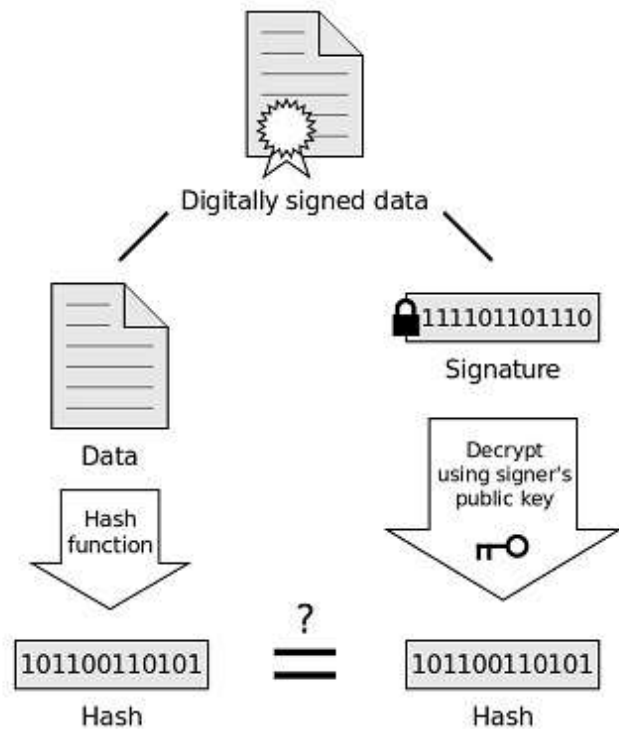 Digitally signed data
111101101110
Signature
Data
Decrypt
using signer's
public key
Hash
function
?
=
101100110101
101100110101
Hash
Hash